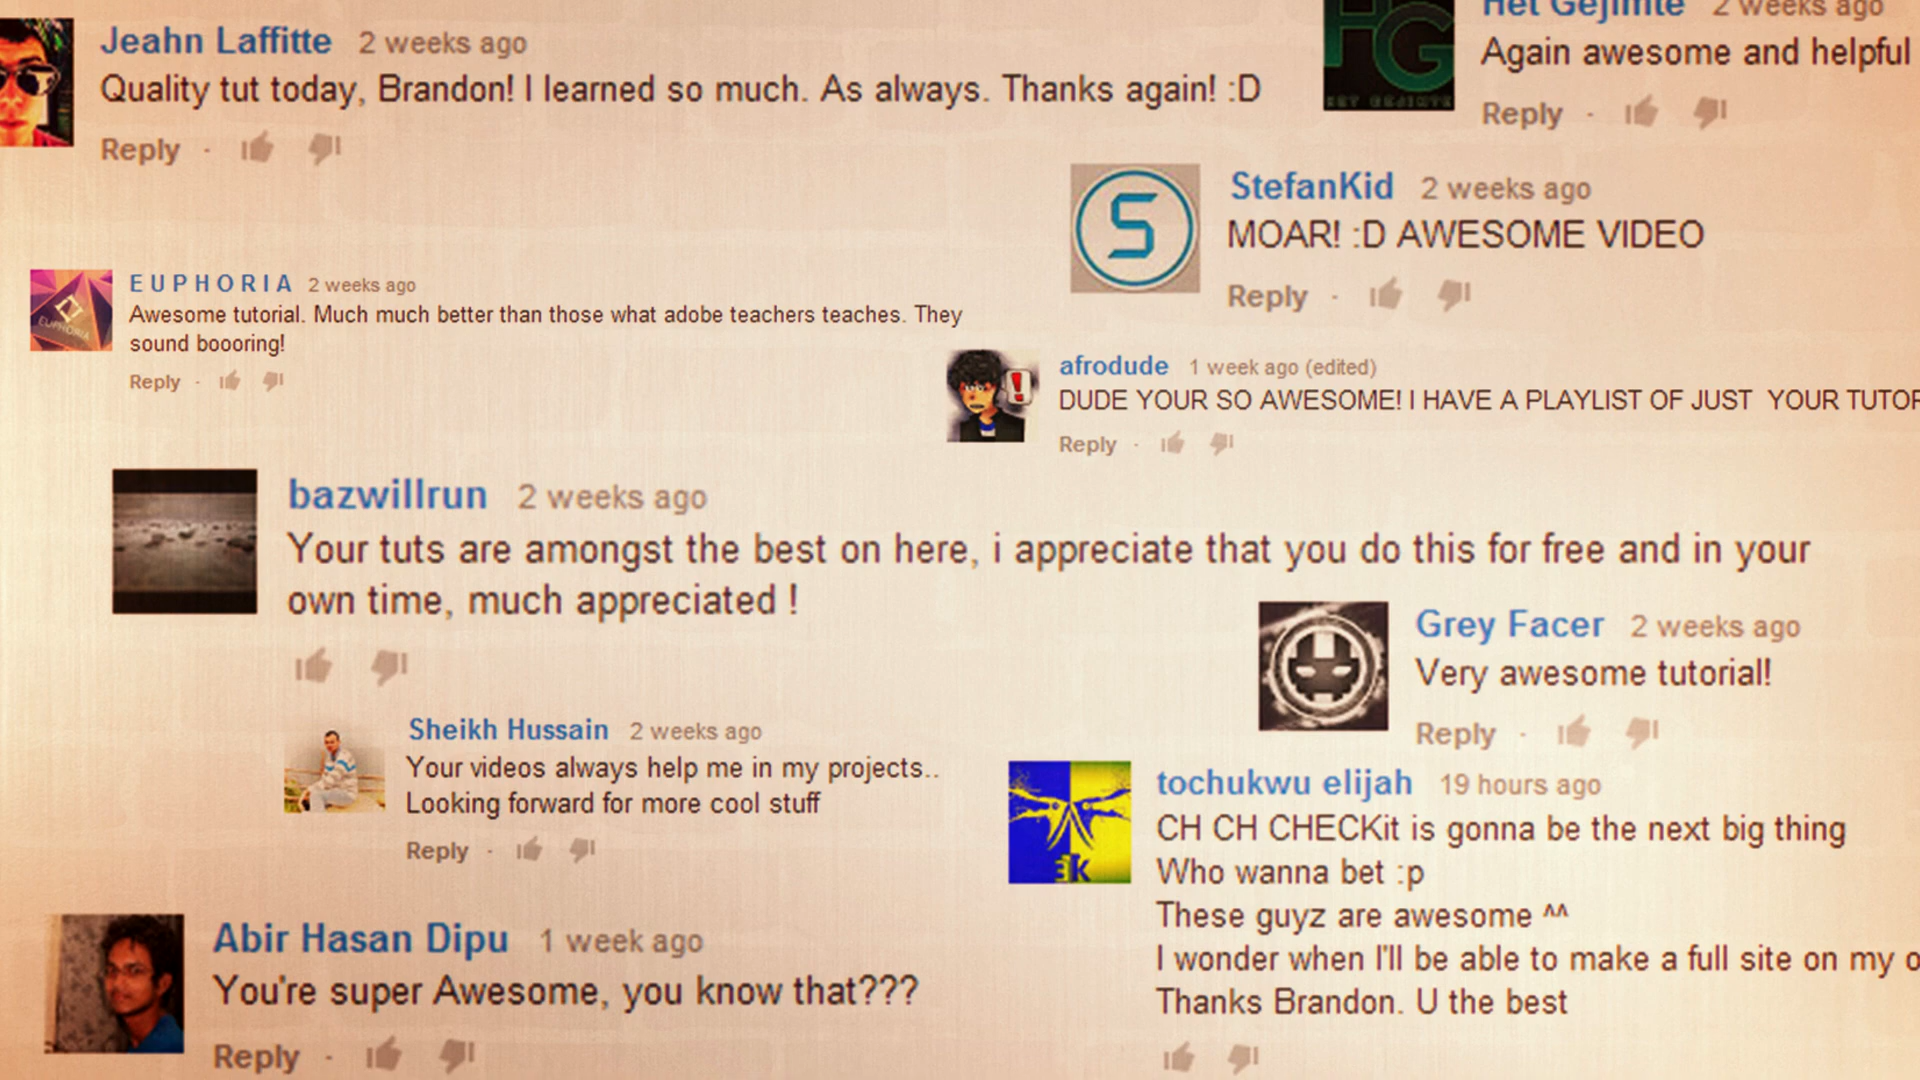 Jeahn Laffitte 2 weeks ago
Quality tut today, Brandon! I learned so much. As always. Thanks again! :D
Reply
HG
HET GEJIMTE
Het Gejimte 2 weeks ago
Again awesome and helpful
Reply
S
StefanKid 2 weeks ago
MOAR! :D AWESOME VIDEO
Reply
EUPHORIA
E U P H O R I A 2 weeks ago
Awesome tutorial. Much much better than those what adobe teachers teaches. They
sound boooring!
Reply
!
afrodude 1 week ago (edited)
DUDE YOUR SO AWESOME! I HAVE A PLAYLIST OF JUST YOUR
Reply
bazwillrun 2 weeks ago
Your tuts are amongst the best on here, i appreciate that you do this for free and in your
own time, much appreciated !
Grey Facer 2 weeks ago
Very awesome tutorial!
Reply
Sheikh Hussain 2 weeks ago
Your videos always help me in my projects..
Looking forward for more cool stuff
Reply
tochukwu elijah 19 hours ago
CH CH CHECKit is gonna be the next big thing
Who wanna bet :p
These guyz are awesome ^^
I wonder when I'll be able to make a full site on my
Thanks Brandon. U the best
Abir Hasan Dipu 1 week ago
You're super Awesome, you know that???
Reply